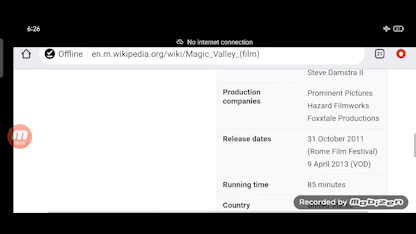 6:26
No internet connection
Offline en.m.wikipedia.org/wiki/Magic_Valley_(film)
21
Steve Damstra II
Production companies
Prominent Pictures
Hazard Filmworks
Foxxtale Productions
Release dates
31 October 2011
(Rome Film Festival)
9 April 2013 (VOD)
Running time
85 minutes
Recorded by Mobizen
Country